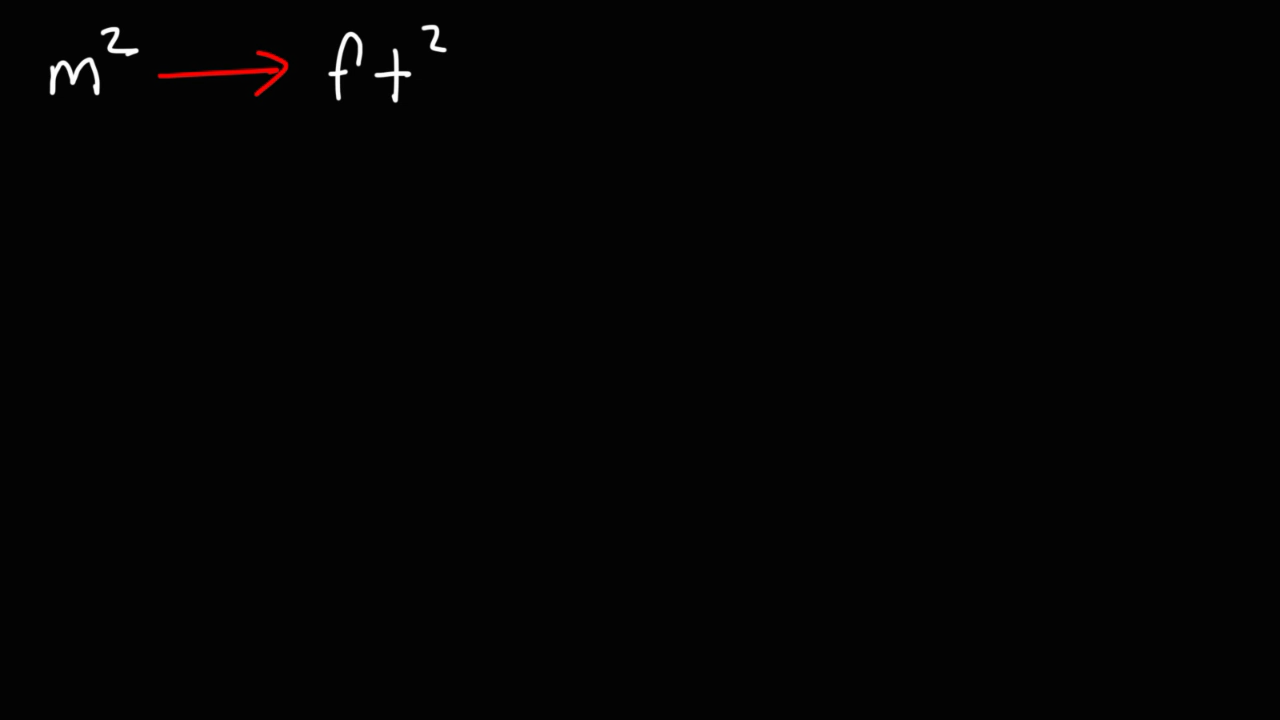 m² → ft²